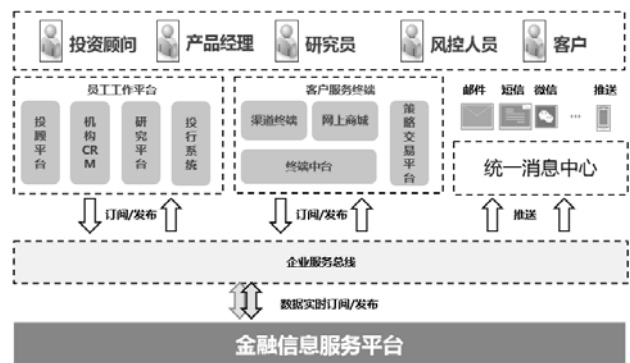 投资顾问 产品经理 研究员 风控人员 客户
员工工作平台
投顾平台
机构CRM
研究平台
投行系统
客户服务终端
渠道终端
网上商城
终端中台
策略交易平台
邮件 短信 微信 ... 推送
统一消息中心
订阅/发布
订阅/发布
推送
企业服务总线
数据实时订阅/发布
金融信息服务平台